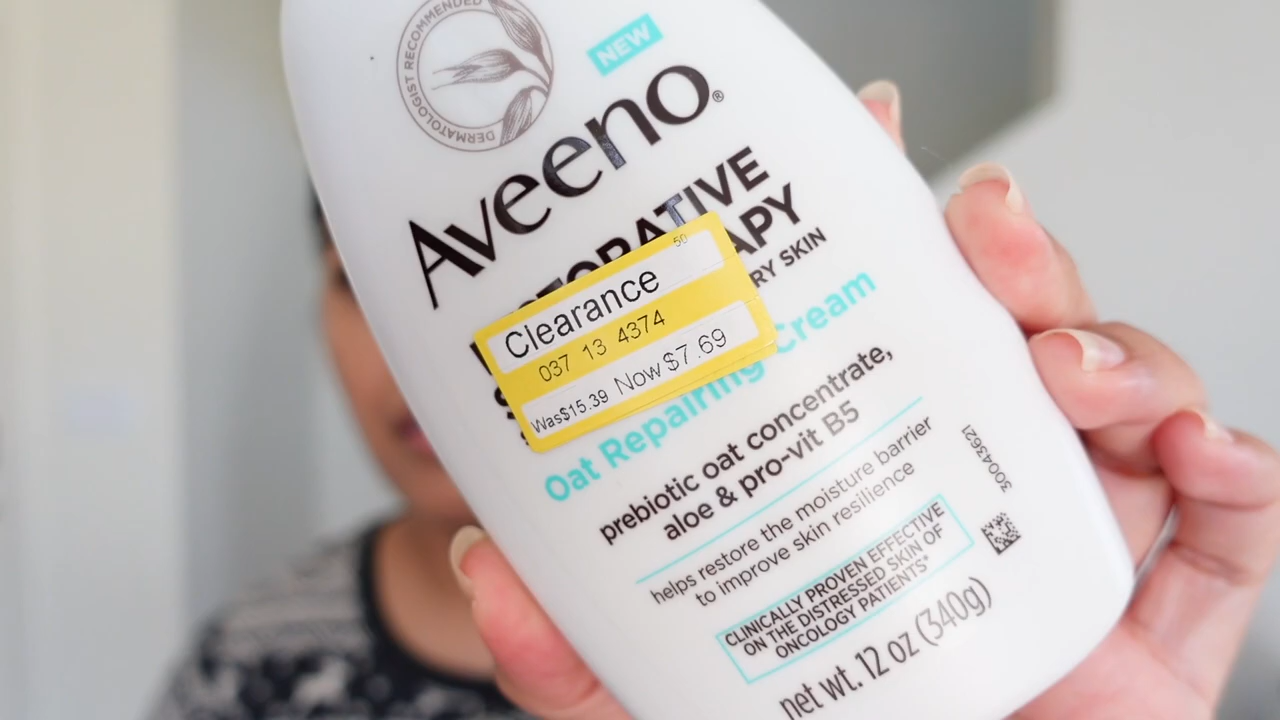 DERMATOLOGIST RECOMMENDED
NEW
Aveeno®
STORATIVE
APY
RY SKIN
50
Clearance
037 13 4374
Was$15.39 Now $7.69
Oat Repairing Cream
prebiotic oat concentrate,
aloe & pro-vit B5
helps restore the moisture barrier
to improve skin resilience
3004362
CLINICALLY PROVEN EFFECTIVE
ON THE DISTRESSED SKIN OF
ONCOLOGY PATIENTS*
net wt. 12 oz (340g)